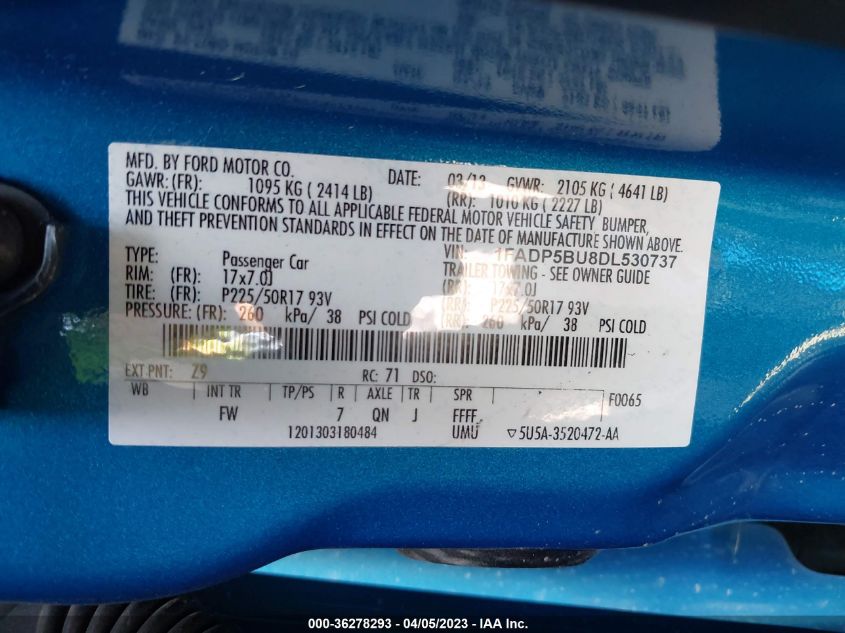 MFD. BY FORD MOTOR CO.
DATE: 03/13 GVWR: 2105 KG ( 4641 LB)
GAWR: (FR): 1095 KG ( 2414 LB) (RR): 1010 KG ( 2227 LB)
THIS VEHICLE CONFORMS TO ALL APPLICABLE FEDERAL MOTOR VEHICLE SAFETY, BUMPER,
AND THEFT PREVENTION STANDARDS IN EFFECT ON THE DATE OF MANUFACTURE SHOWN ABOVE.
VIN: 1FADP5BU8DL530737
TYPE: Passenger Car TRAILER TOWING - SEE OWNER GUIDE
RIM: (FR): 17x7.0J (RR): 17x7.0J
TIRE: (FR): P225/50R17 93V (RR): P225/50R17 93V
PRESSURE: (FR): 260 kPa/ 38 PSI COLD (RR): 260 kPa/ 38 PSI COLD
EXT PNT: Z9 RC: 71 DSO:
WB INT TR TP/PS R AXLE TR SPR F0065
FW 7 QN J FFFF
1201303180484 UMU ▽5U5A-3520472-AA
000-36278293 - 04/05/2023 - IAA Inc.